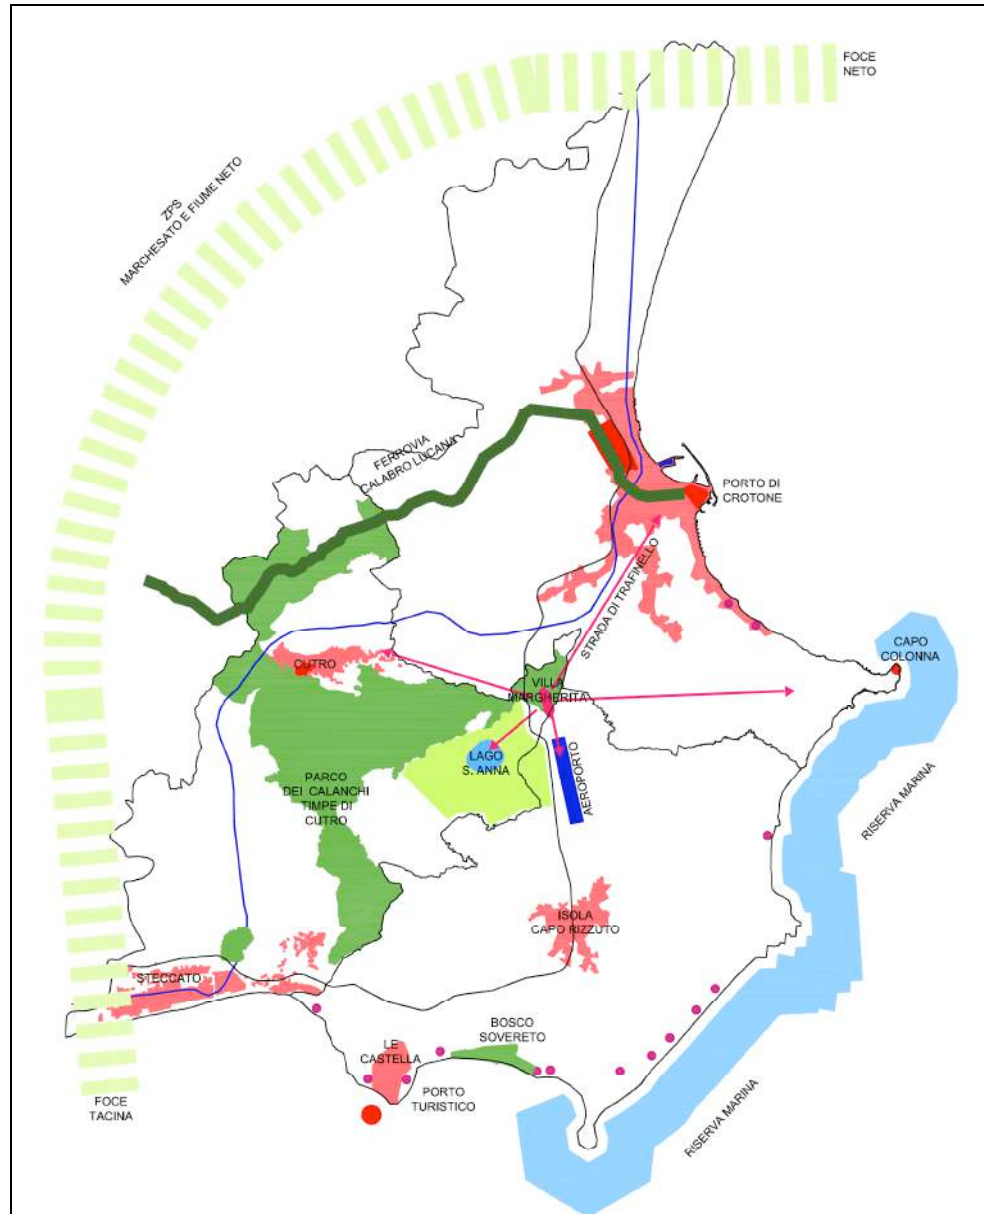 FOCE
NETO
ZPS
MARCHESATO E FIUME NETO
FERROVIA
CALABRO LUCANA
PORTO DI
CROTONE
STRADA DI TRAFINELLO
CAPO
COLONNA
CUTRO
VILLA
MARGHERITA
LAGO
S. ANNA
AEROPORTO
PARCO
DEI CALANCHI
TIMPE DI
CUTRO
RISERVA MARINA
ISOLA
CAPO RIZZUTO
STECCATO
BOSCO
SOVERETO
LE
CASTELLA
PORTO
TURISTICO
FOCE
TACINA
RISERVA MARINA